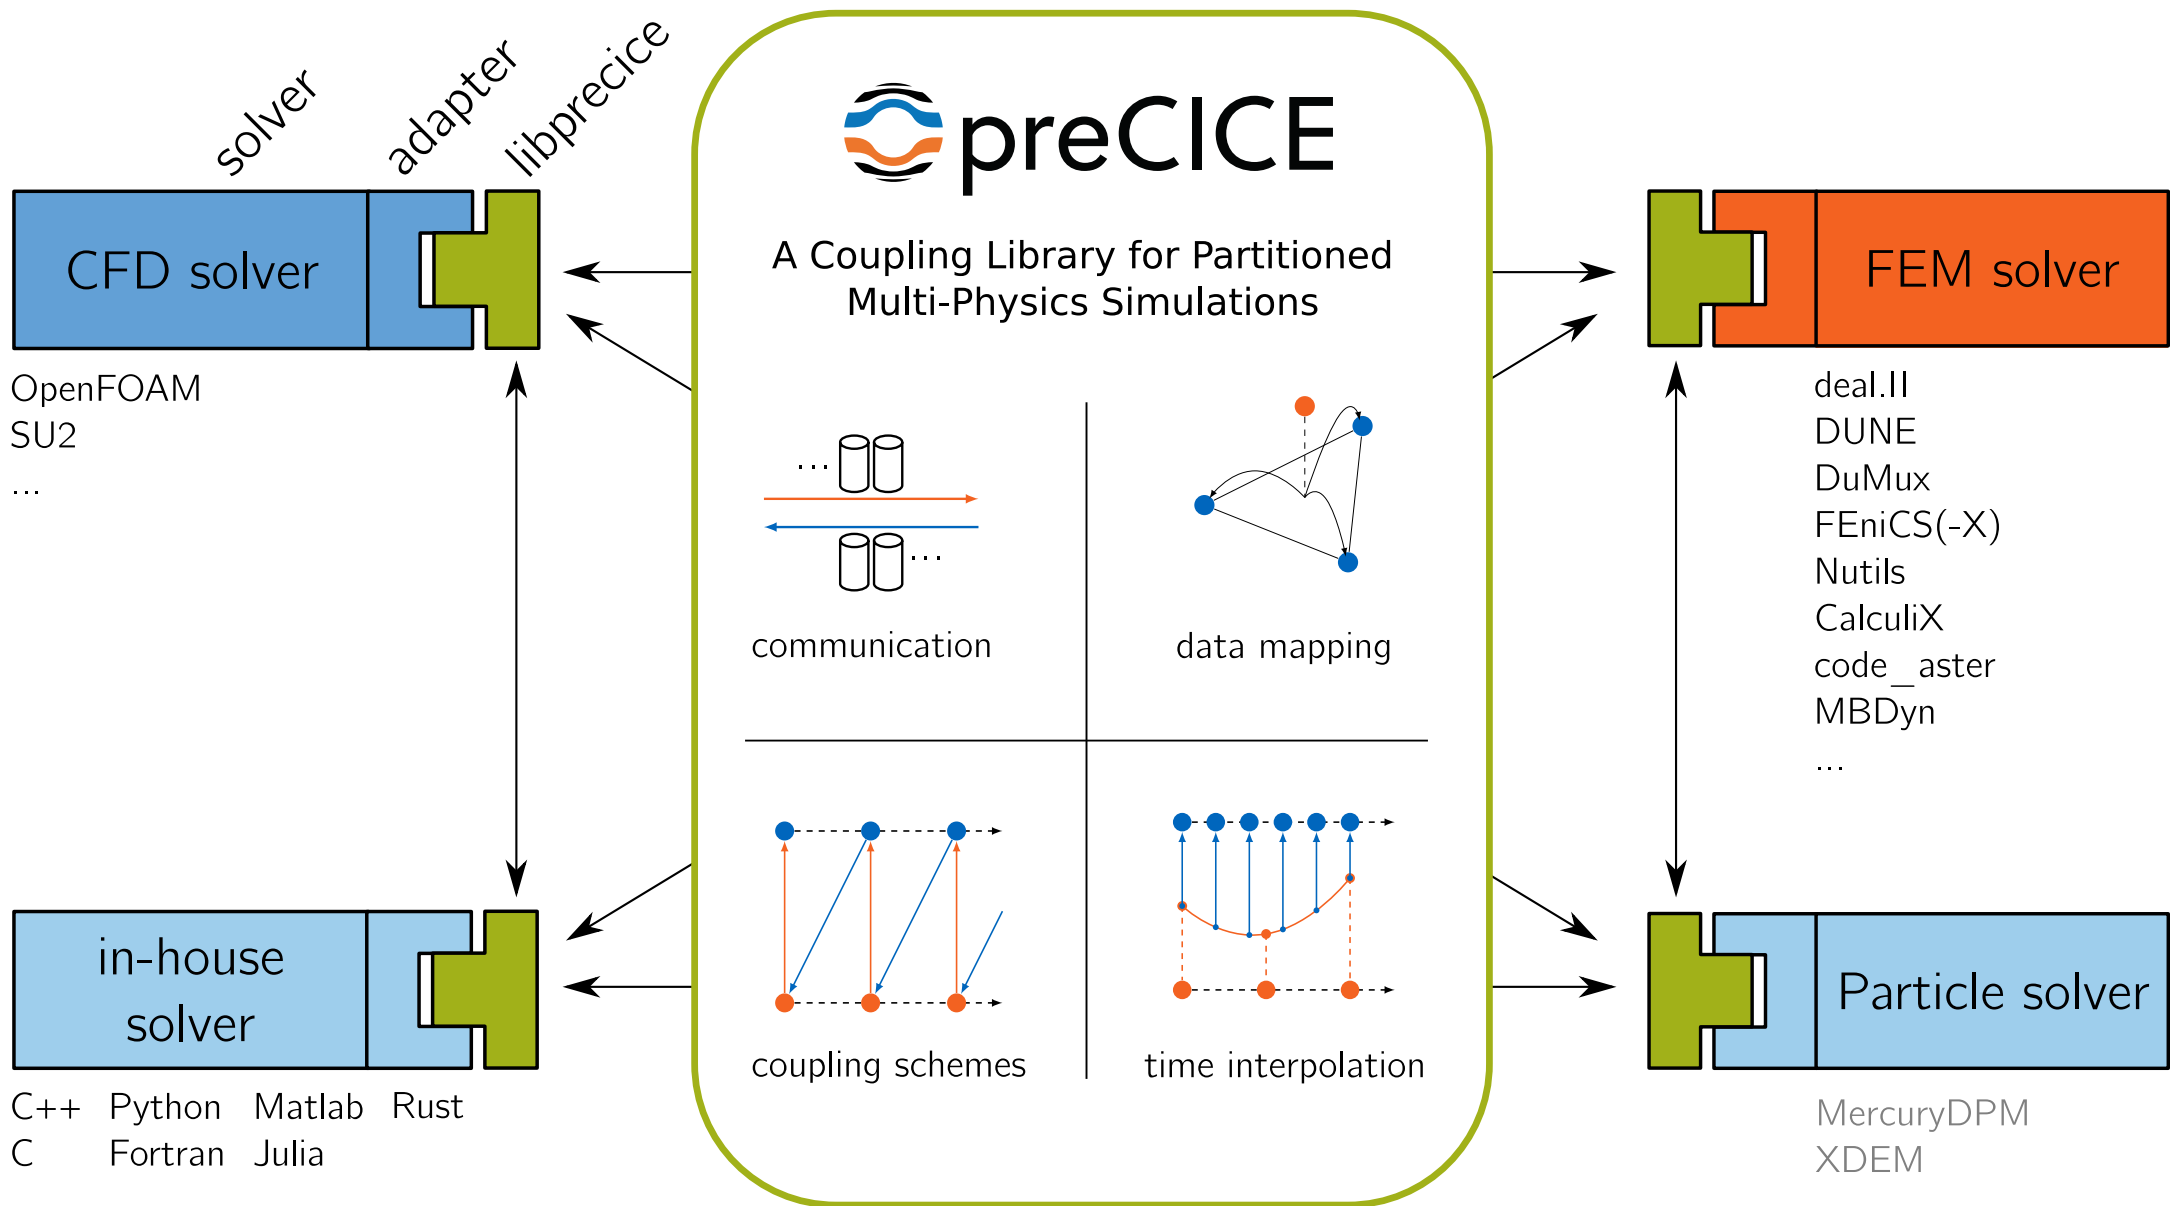 solver
adapter
libprecice
preCICE
A Coupling Library for Partitioned
Multi-Physics Simulations
CFD solver
OpenFOAM
SU2
...
FEM solver
deal.II
DUNE
DuMux
FEniCS(-X)
Nutils
CalculiX
code_aster
MBDyn
...
...
...
communication
data mapping
coupling schemes
time interpolation
in-house
solver
C++ Python Matlab Rust
C Fortran Julia
Particle solver
MercuryDPM
XDEM